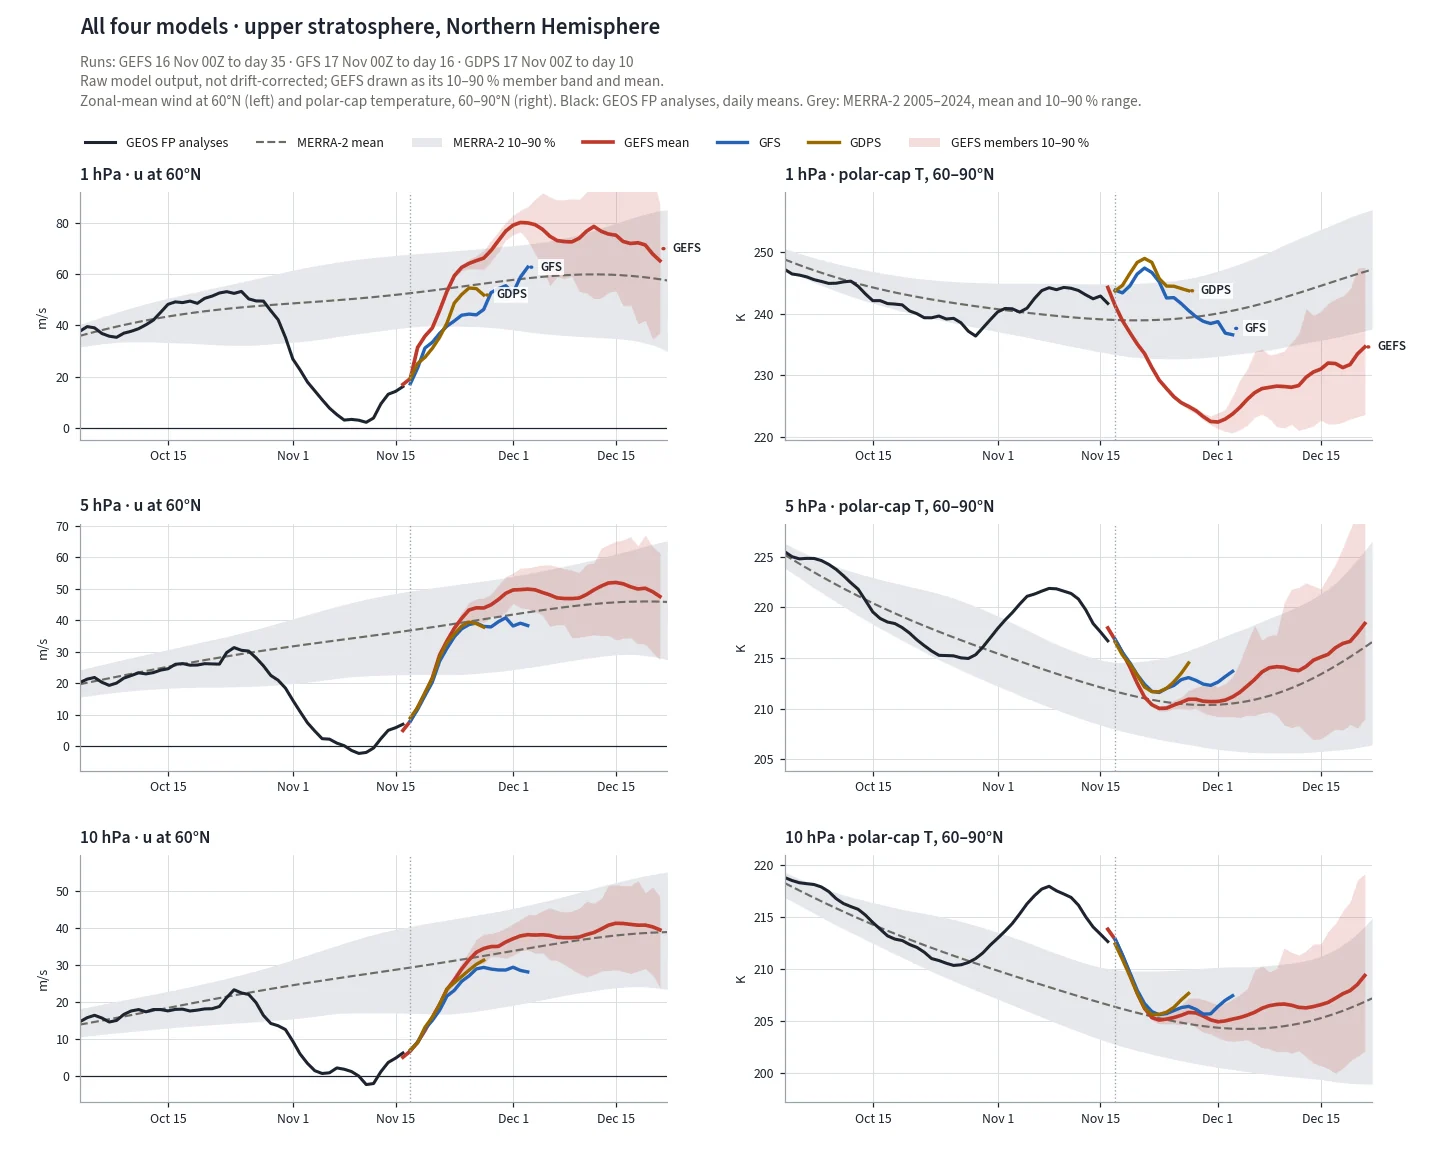 All four models · upper stratosphere, Northern Hemisphere
Runs: GEFS 16 Nov 00Z to day 35 · GFS 17 Nov 00Z to day 16 · GDPS 17 Nov 00Z to day 10
Raw model output, not drift-corrected; GEFS drawn as its 10–90 % member band and mean.
Zonal-mean wind at 60°N (left) and polar-cap temperature, 60–90°N (right). Black: GEOS FP analyses, daily means. Grey: MERRA-2 2005–2024, mean and 10–90 % range.
GEOS FP analyses MERRA-2 mean MERRA-2 10–90 % GEFS mean GFS GDPS GEFS members 10–90 %
1 hPa · u at 60°N
80
60
40
20
0
m/s
GEFS
GFS
GDPS
Oct 15 Nov 1 Nov 15 Dec 1 Dec 15
1 hPa · polar-cap T, 60–90°N
250
240
230
220
K
GDPS
GFS
GEFS
Oct 15 Nov 1 Nov 15 Dec 1 Dec 15
5 hPa · u at 60°N
70
60
50
40
30
20
10
0
m/s
Oct 15 Nov 1 Nov 15 Dec 1 Dec 15
5 hPa · polar-cap T, 60–90°N
225
220
215
210
205
K
Oct 15 Nov 1 Nov 15 Dec 1 Dec 15
10 hPa · u at 60°N
50
40
30
20
10
0
m/s
Oct 15 Nov 1 Nov 15 Dec 1 Dec 15
10 hPa · polar-cap T, 60–90°N
220
215
210
205
200
K
Oct 15 Nov 1 Nov 15 Dec 1 Dec 15